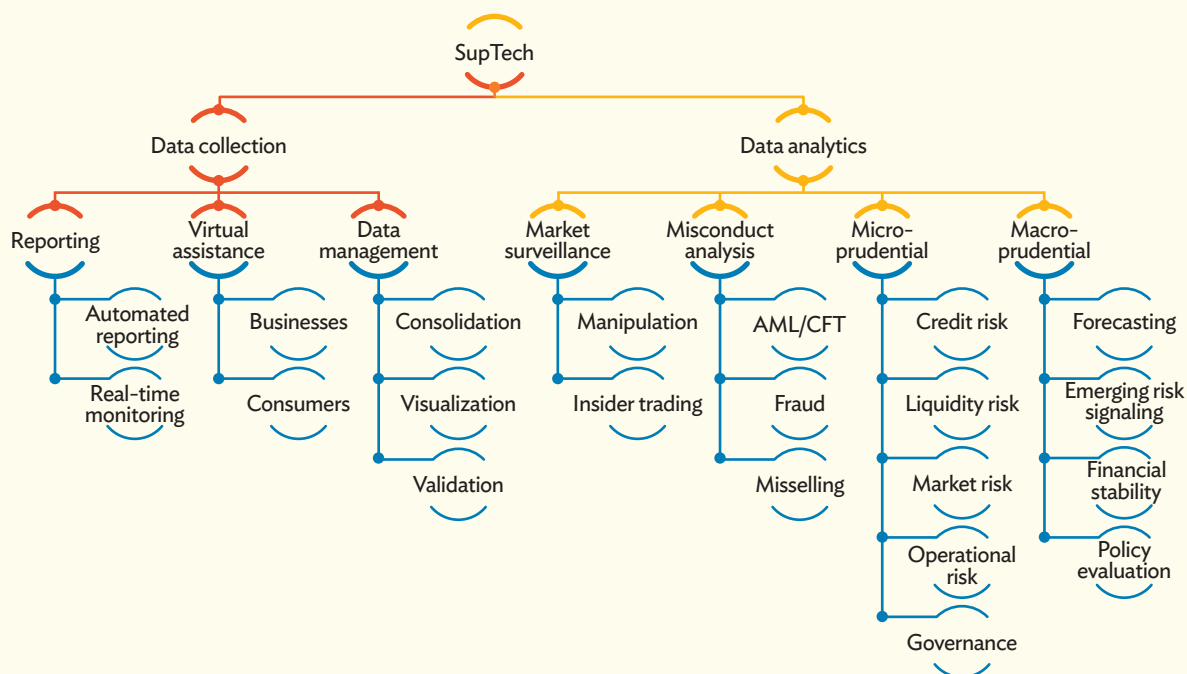 SupTech
Data collection
Data analytics
Reporting
Virtual
assistance
Data
management
Market
surveillance
Misconduct
analysis
Micro-
prudential
Macro-
prudential
Automated
reporting
Real-time
monitoring
Businesses
Consumers
Consolidation
Visualization
Validation
Manipulation
Insider trading
AML/CFT
Fraud
Misselling
Credit risk
Liquidity risk
Market risk
Operational
risk
Governance
Forecasting
Emerging risk
signaling
Financial
stability
Policy
evaluation